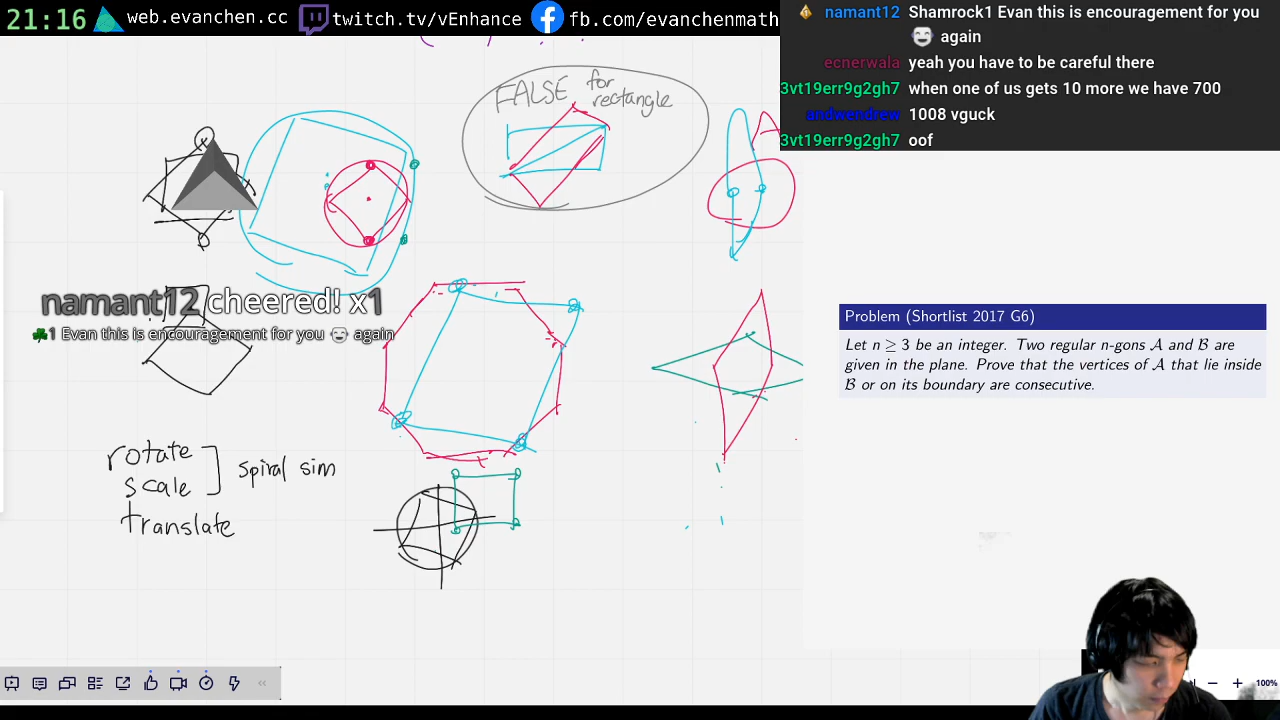 21:16 web.evanchen.cc twitch.tv/vEnhance fb.com/evanchenmath
namant12 Shamrock1 Evan this is encouragement for you
again
ecnerwala yeah you have to be careful there
3vt19err9g2gh7 when one of us gets 10 more we have 700
andwendrew 1008 vguck
3vt19err9g2gh7 oof
FALSE for
rectangle
namant12 cheered! x1
1 Evan this is encouragement for you again
Problem (Shortlist 2017 G6)
Let n ≥ 3 be an integer. Two regular n-gons 𝒜 and ℬ are
given in the plane. Prove that the vertices of 𝒜 that lie inside
ℬ or on its boundary are consecutive.
rotate
scale
spiral sim
translate
100%